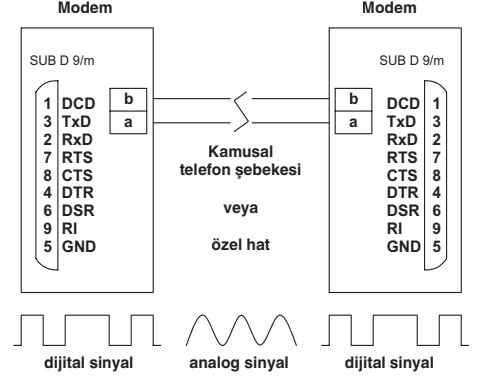 Modem
Modem
SUB D 9/m
SUB D 9/m
1 DCD
3 TxD
2 RxD
7 RTS
8 CTS
4 DTR
6 DSR
9 RI
5 GND
b
a
Kamusal
telefon şebekesi
veya
özel hat
b
a
DCD 1
TxD 3
RxD 2
RTS 7
CTS 8
DTR 4
DSR 6
RI 9
GND 5
dijital sinyal
analog sinyal
dijital sinyal